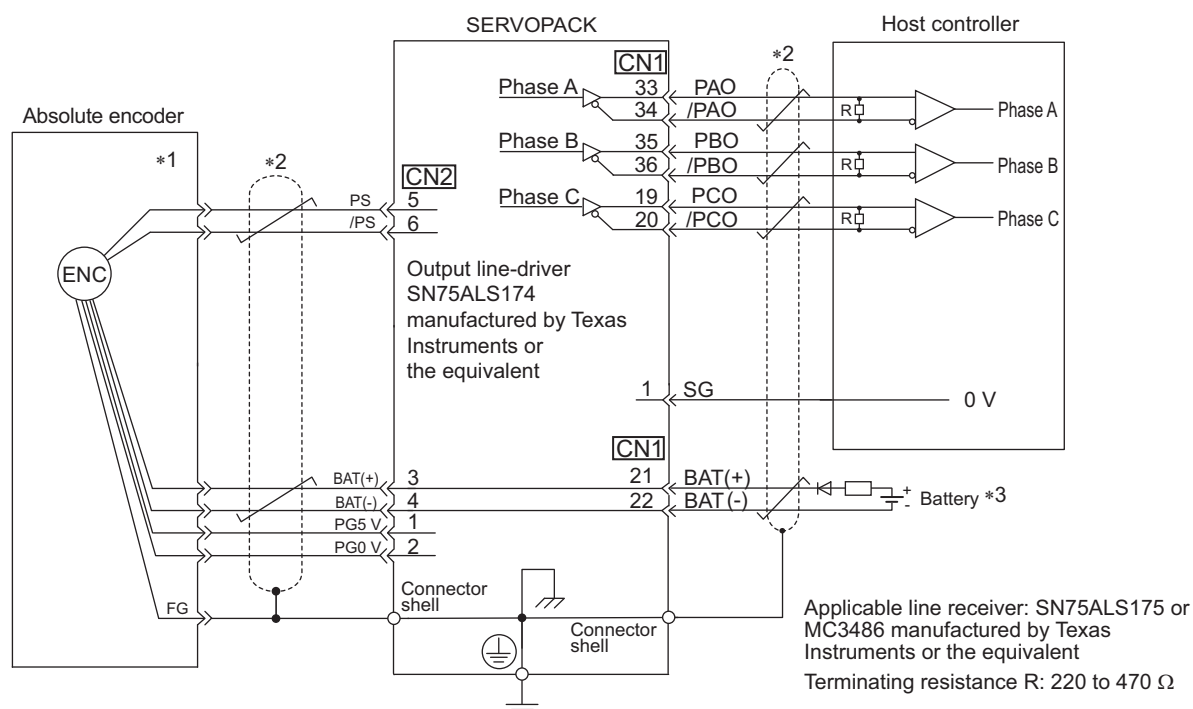 SERVOPACK
Host controller
Absolute encoder
*1
*2
CN2
PS
5
/PS
6
ENC
CN1
*2
Phase A
33
PAO
34
/PAO
R
Phase A
Phase B
35
PBO
36
/PBO
R
Phase B
Phase C
19
PCO
20
/PCO
R
Phase C
Output line-driver
SN75ALS174
manufactured by Texas
Instruments or
the equivalent
1
SG
0 V
CN1
BAT(+)
3
21
BAT(+)
BAT(-)
4
22
BAT(-)
+
-
Battery *3
PG5 V
1
PG0 V
2
FG
Connector
shell
Connector
shell
Applicable line receiver: SN75ALS175 or
MC3486 manufactured by Texas
Instruments or the equivalent
Terminating resistance R: 220 to 470 Ω